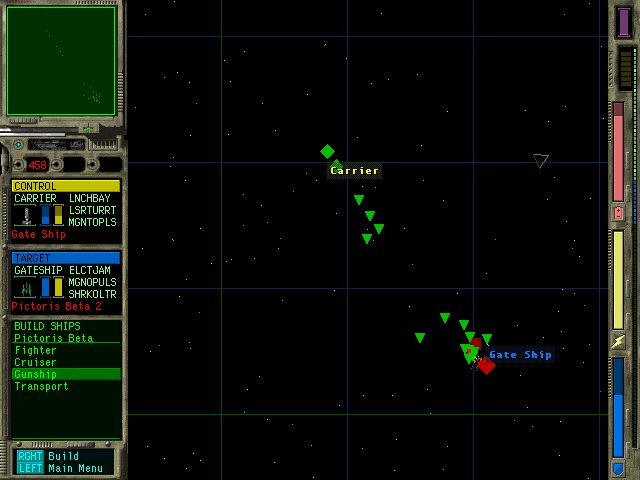 458
CONTROL
CARRIER LNCHBAY
LSRTURRT
MGNTOPLS
Gate Ship
TARGET
GATESHIP ELCTJAM
MGNOPULS
SHRKOLTR
Pictoris Beta 2
BUILD SHIPS
Pictoris Beta
Fighter
Cruiser
Gunship
Transport
RGHT Build
LEFT Main Menu
Carrier
Gate Ship